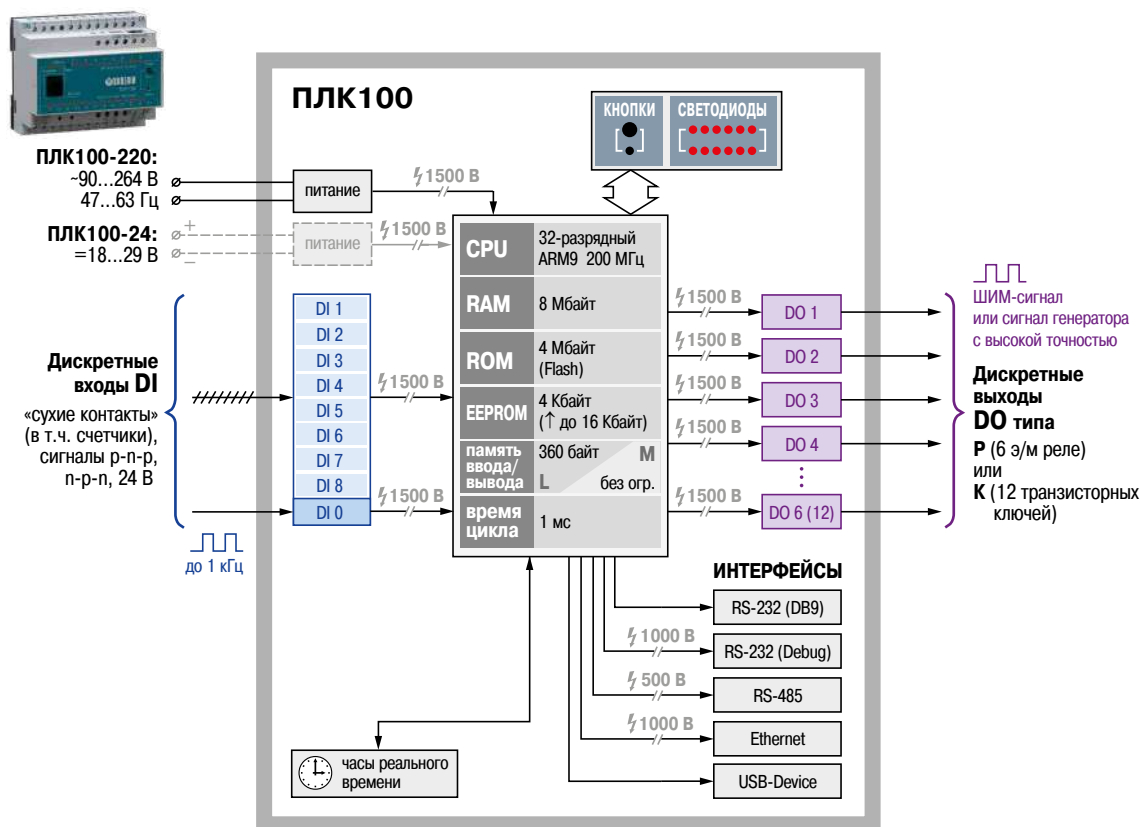 ОВЕН
ПЛК100
КНОПКИ
СВЕТОДИОДЫ
ПЛК100-220:
~90...264 В
47...63 Гц
питание
1500 В
ПЛК100-24:
=18...29 В
+
−
питание
1500 В
CPU
32-разрядный
ARM9 200 МГц
RAM
8 Мбайт
ROM
4 Мбайт
(Flash)
EEPROM
4 Кбайт
(↑ до 16 Кбайт)
память
ввода/
вывода
360 байт
L
M
без огр.
время
цикла
1 мс
Дискретные
входы DI
«сухие контакты»
(в т.ч. счетчики),
сигналы p-n-p,
n-p-n, 24 В
до 1 кГц
DI 1
DI 2
DI 3
DI 4
DI 5
DI 6
DI 7
DI 8
DI 0
1500 В
1500 В
1500 В
DO 1
1500 В
DO 2
1500 В
DO 3
1500 В
DO 4
1500 В
DO 6 (12)
ШИМ-сигнал
или сигнал генератора
с высокой точностью
Дискретные
выходы
DO типа
Р (6 э/м реле)
или
К (12 транзисторных
ключей)
ИНТЕРФЕЙСЫ
RS-232 (DB9)
1000 В
RS-232 (Debug)
500 В
RS-485
1000 В
Ethernet
USB-Device
часы реального
времени